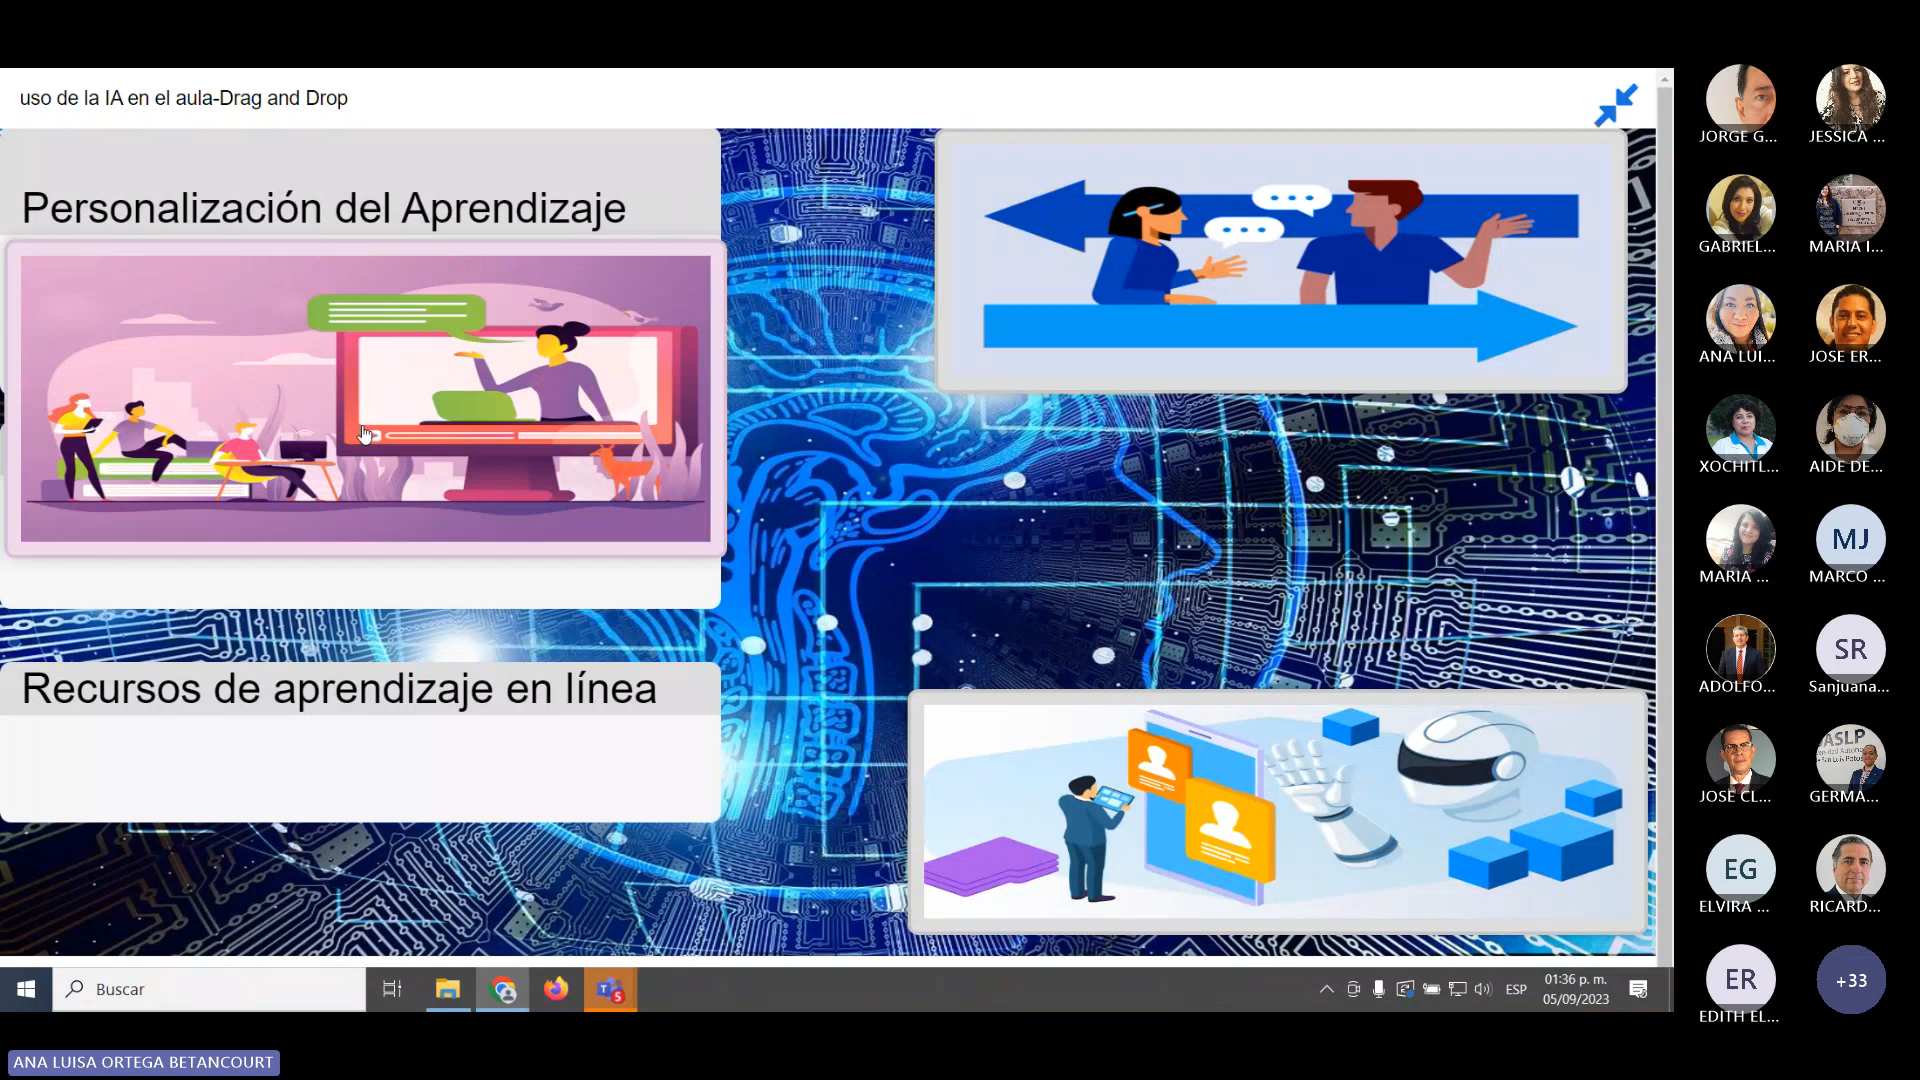 uso de la IA en el aula-Drag and Drop
Personalización del Aprendizaje
Recursos de aprendizaje en línea
JORGE G...
JESSICA ...
GABRIEL...
MARIA I...
ANA LUI...
JOSE ER...
XOCHITL...
AIDE DE...
MARIA ...
MJ
MARCO ...
ADOLFO...
SR
Sanjuana...
JOSE CL...
GERMA...
EG
ELVIRA ...
RICARD...
ER
EDITH EL...
+33
Buscar
5
ESP
01:36 p. m.
05/09/2023
ANA LUISA ORTEGA BETANCOURT